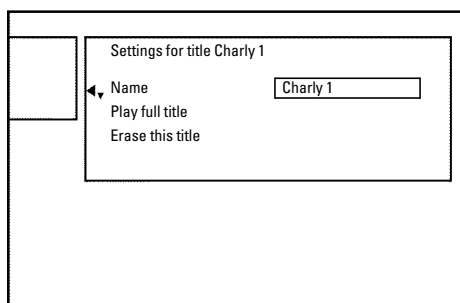 Settings for title Charly 1
Name Charly 1
Play full title
Erase this title